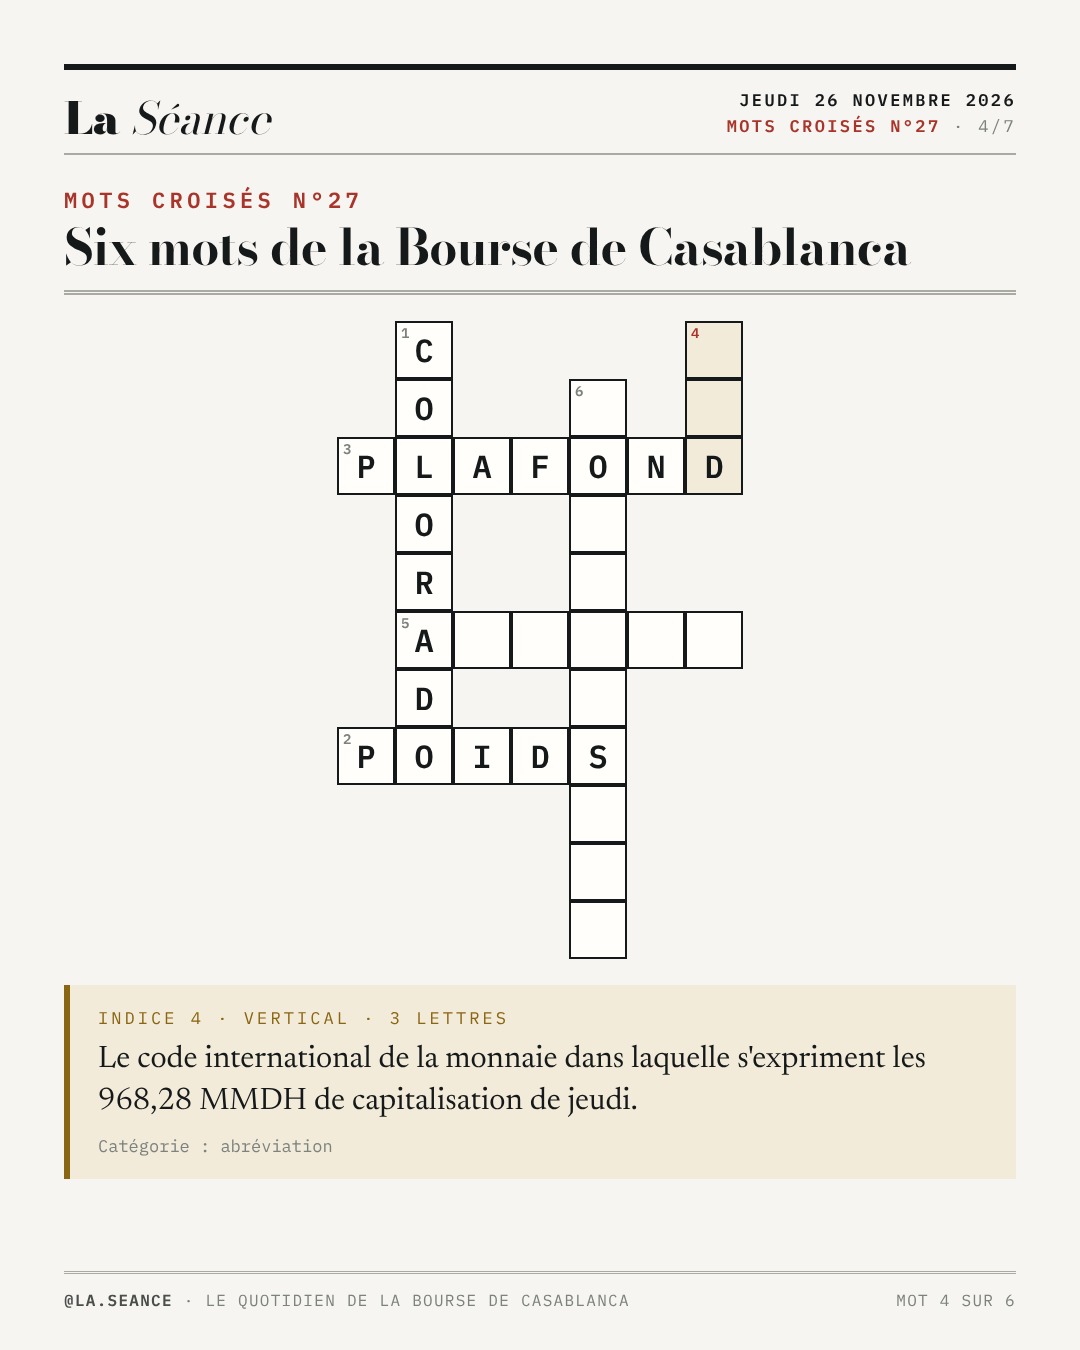 La Séance
JEUDI 26 NOVEMBRE 2026
MOTS CROISÉS N°27 · 4/7
MOTS CROISÉS N°27
Six mots de la Bourse de Casablanca
1 C 4
O 6
3 P L A F O N D
O
R
5 A
D
2 P O I D S
INDICE 4 · VERTICAL · 3 LETTRES
Le code international de la monnaie dans laquelle s'expriment les
968,28 MMDH de capitalisation de jeudi.
Catégorie : abréviation
@LA.SEANCE · LE QUOTIDIEN DE LA BOURSE DE CASABLANCA
MOT 4 SUR 6